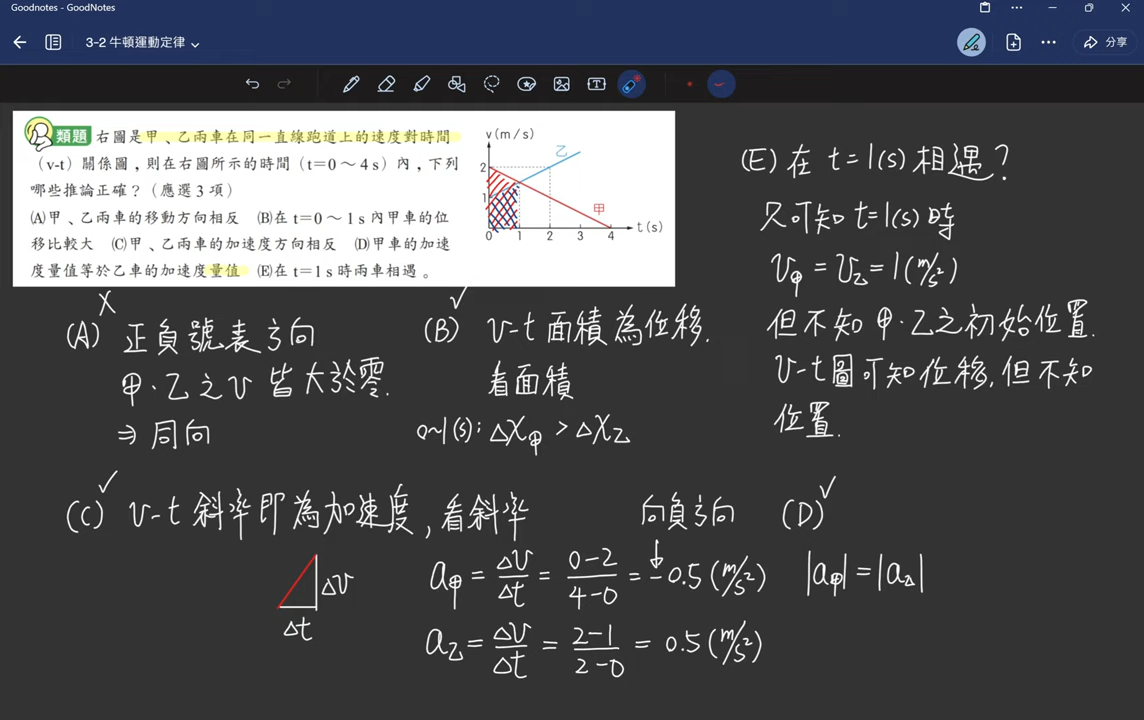 Goodnotes - GoodNotes
3-2 牛頓運動定律
分享
類題 右圖是甲、乙兩車在同一直線跑道上的速度對時間
（v-t）關係圖，則在右圖所示的時間（t＝0～4 s）內，下列
哪些推論正確？（應選 3 項）
(A)甲、乙兩車的移動方向相反 (B)在 t＝0～1 s 內甲車的位
移比較大 (C)甲、乙兩車的加速度方向相反 (D)甲車的加速
度量值等於乙車的加速度量值 (E)在 t＝1 s 時兩車相遇。
v(m/s)
乙
2
1
甲
0 1 2 3 4 t(s)
(E) 在 t=1(s) 相遇？
只可知 t=1(s)時
V甲 = V乙 = 1(m/s²)
但不知甲·乙之初始位置.
v-t圖可知位移,但不知
位置.
(A) X 正負號表方向
甲·乙之v 皆大於零.
⇒ 同向
(B) ✓ v-t 面積為位移.
看面積
0~1(s): ΔX甲 > ΔX乙
(C) ✓ v-t 斜率即為加速度, 看斜率
Δv
Δt
向負方向
a甲 = Δv/Δt = 0-2/4-0 = -0.5 (m/s²)
a乙 = Δv/Δt = 2-1/2-0 = 0.5 (m/s²)
(D) ✓
|a甲| = |a乙|